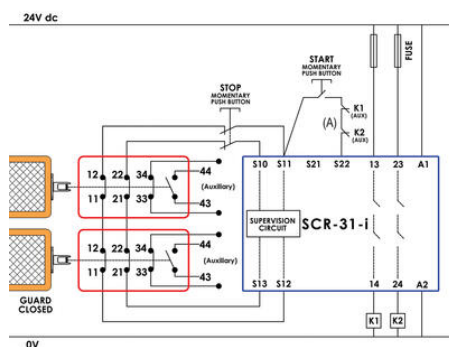 24V dc
START
MOMENTARY
PUSH BUTTON
FUSE
STOP
MOMENTARY
PUSH BUTTON
K1
(AUX)
(A)
K2
(AUX)
S10 S11 S21 S22 13 23 A1
12 22 34 44
(Auxiliary)
11 21 33 43
SUPERVISION
CIRCUIT
SCR-31-i
12 22 34 44
(Auxiliary)
11 21 33 43
S13 S12 14 24 A2
GUARD
CLOSED
K1 K2
0V